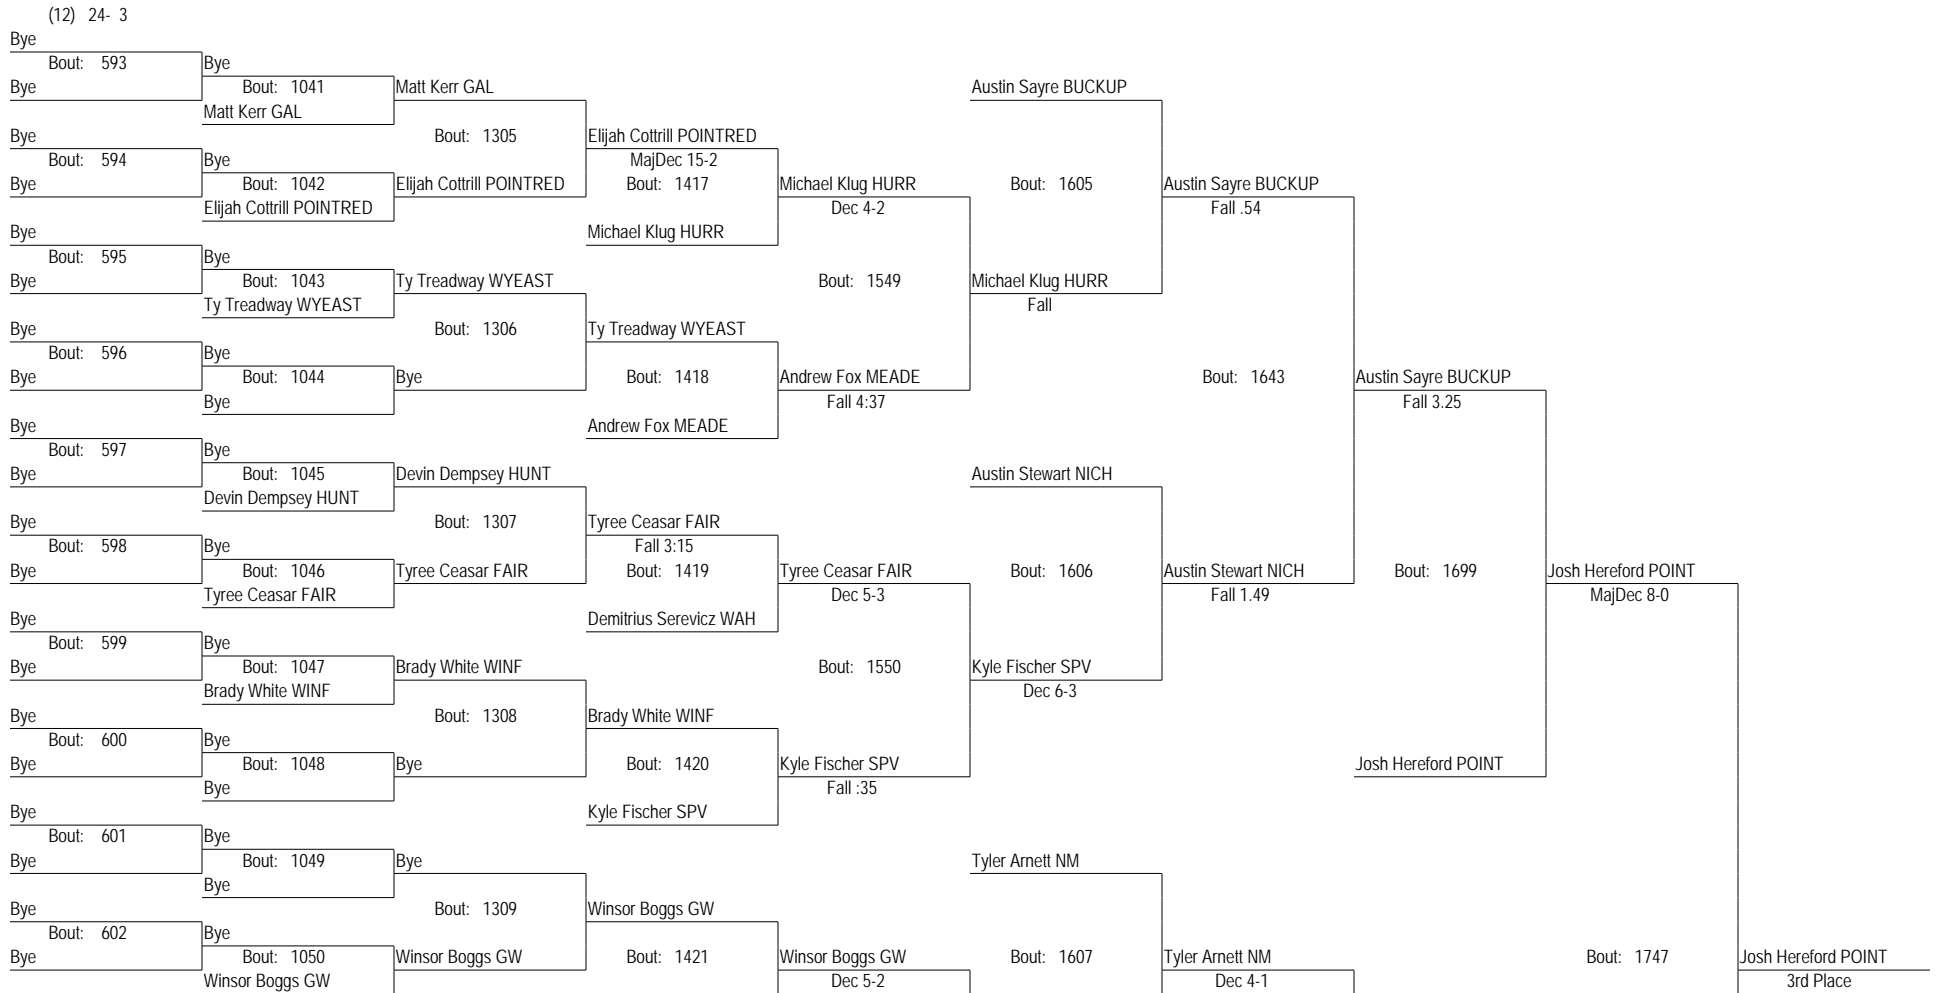 (12) 24- 3
Bye
Bout: 593 Bye
Bye Bout: 1041 Matt Kerr GAL Austin Sayre BUCKUP
Matt Kerr GAL
Bye Bout: 1305 Elijah Cottrill POINTRED
Bout: 594 Bye MajDec 15-2
Bye Bout: 1042 Elijah Cottrill POINTRED Bout: 1417 Michael Klug HURR Bout: 1605 Austin Sayre BUCKUP
Elijah Cottrill POINTRED Dec 4-2 Fall .54
Bye Michael Klug HURR
Bout: 595 Bye
Bye Bout: 1043 Ty Treadway WYEAST Bout: 1549 Michael Klug HURR
Ty Treadway WYEAST Fall
Bye Bout: 1306 Ty Treadway WYEAST
Bout: 596 Bye
Bye Bout: 1044 Bye Bout: 1418 Andrew Fox MEADE Bout: 1643 Austin Sayre BUCKUP
Bye Fall 4:37 Fall 3.25
Bye Andrew Fox MEADE
Bout: 597 Bye
Bye Bout: 1045 Devin Dempsey HUNT Austin Stewart NICH
Devin Dempsey HUNT
Bye Bout: 1307 Tyree Ceasar FAIR
Bout: 598 Bye Fall 3:15
Bye Bout: 1046 Tyree Ceasar FAIR Bout: 1419 Tyree Ceasar FAIR Bout: 1606 Austin Stewart NICH Bout: 1699 Josh Hereford POINT
Tyree Ceasar FAIR Dec 5-3 Fall 1.49 MajDec 8-0
Bye Demitrius Serevicz WAH
Bout: 599 Bye
Bye Bout: 1047 Brady White WINF Bout: 1550 Kyle Fischer SPV
Brady White WINF Dec 6-3
Bye Bout: 1308 Brady White WINF
Bout: 600 Bye
Bye Bout: 1048 Bye Bout: 1420 Kyle Fischer SPV Josh Hereford POINT
Bye Fall :35
Bye Kyle Fischer SPV
Bout: 601 Bye
Bye Bout: 1049 Bye Tyler Arnett NM
Bye
Bye Bout: 1309 Winsor Boggs GW
Bout: 602 Bye
Bye Bout: 1050 Winsor Boggs GW Bout: 1421 Winsor Boggs GW Bout: 1607 Tyler Arnett NM Bout: 1747 Josh Hereford POINT
Winsor Boggs GW Dec 5-2 Dec 4-1 3rd Place